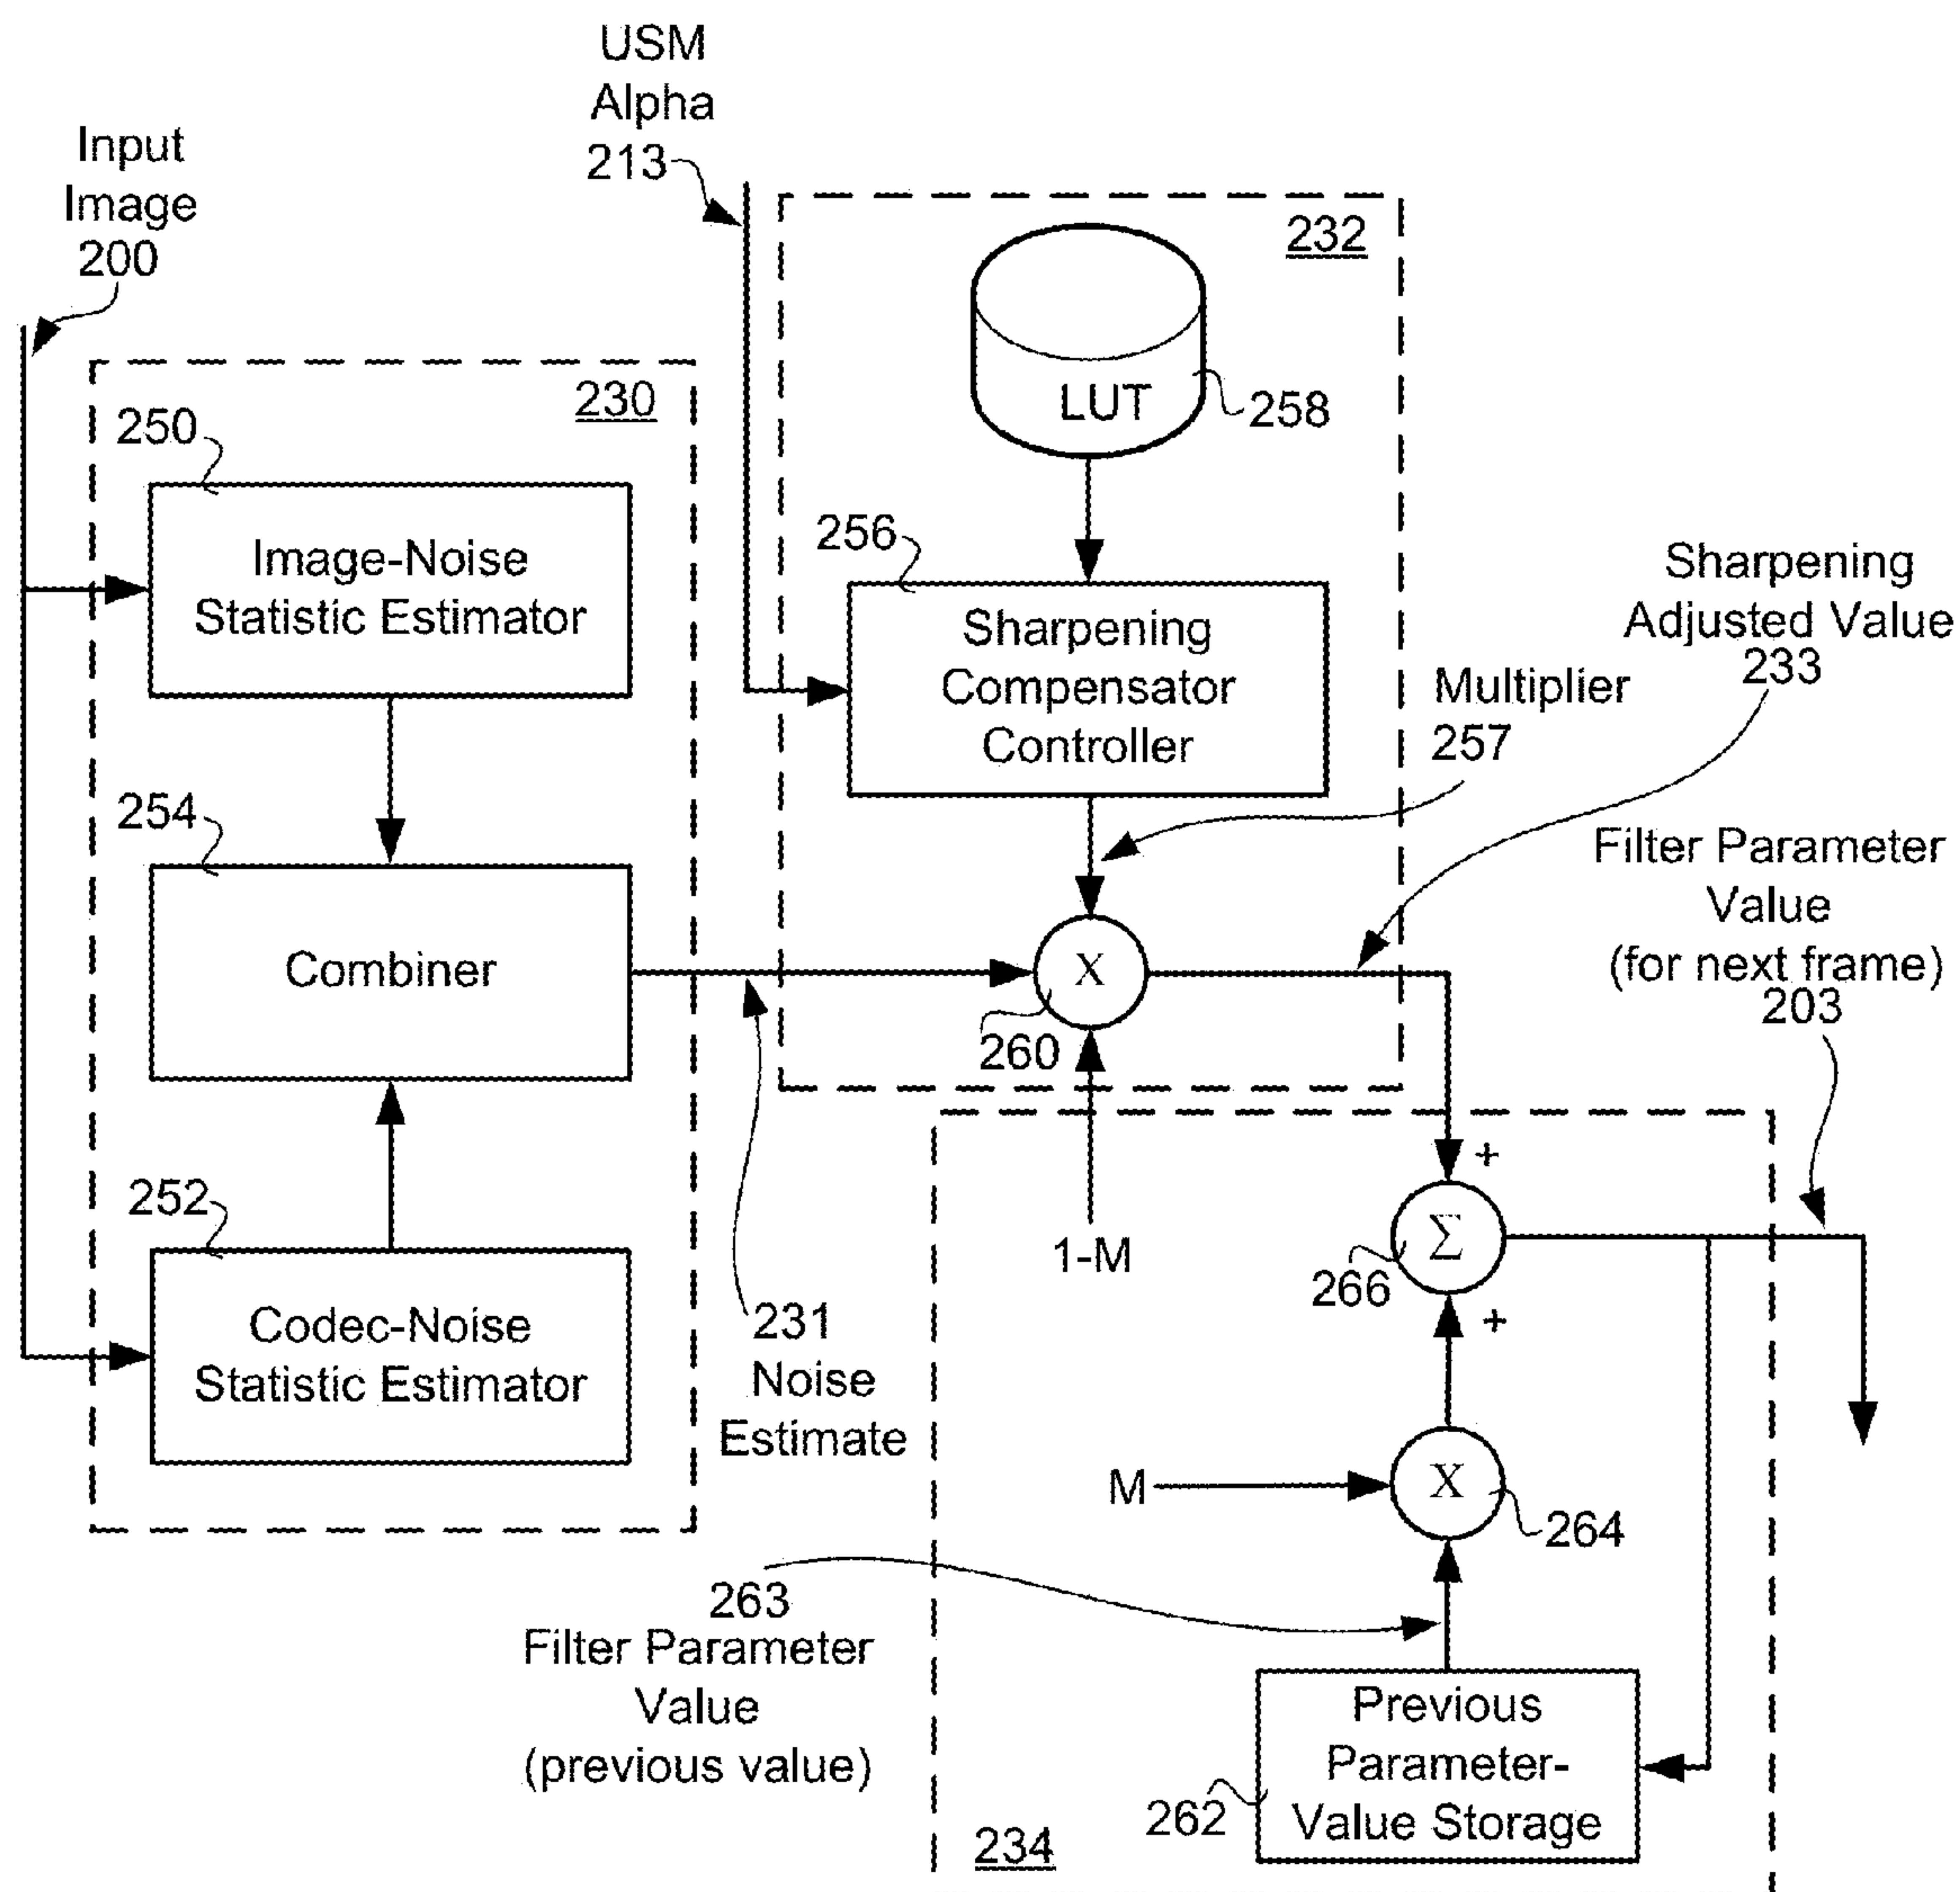 USM
Alpha
213
Input
Image
200
232
LUT
258
230
250
Image-Noise
Statistic Estimator
256
Sharpening
Compensator
Controller
Sharpening
Adjusted Value
233
Multiplier
257
254
Combiner
Filter Parameter
Value
(for next frame)
203
X
260
1-M
+
Σ
266
+
252
Codec-Noise
Statistic Estimator
231
Noise
Estimate
M
X
264
263
Filter Parameter
Value
(previous value)
Previous
Parameter-
Value Storage
262
234